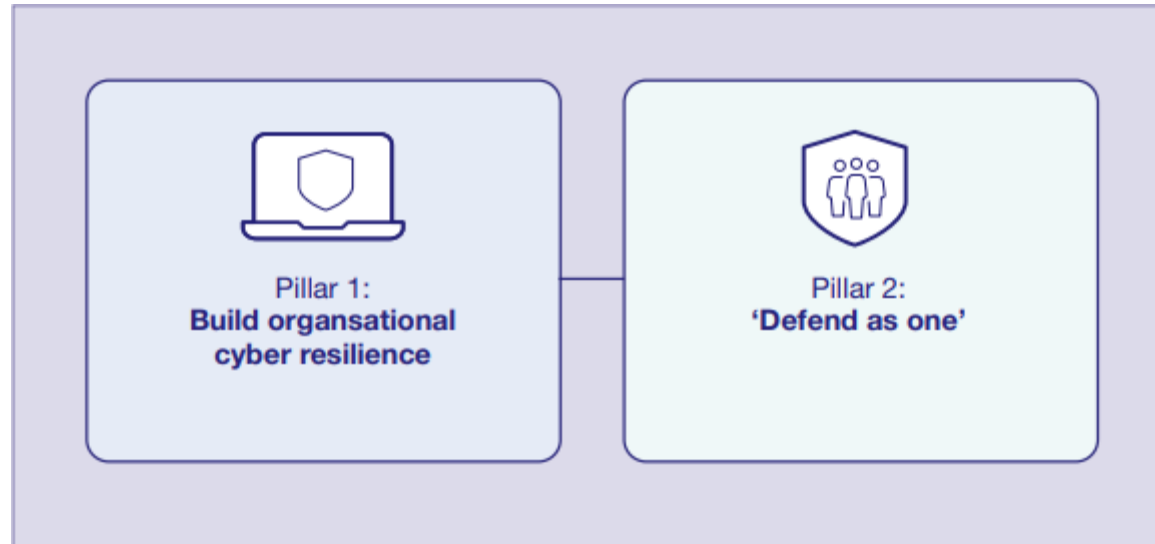 Pillar 1:
Build organsational
cyber resilience
Pillar 2:
‘Defend as one’